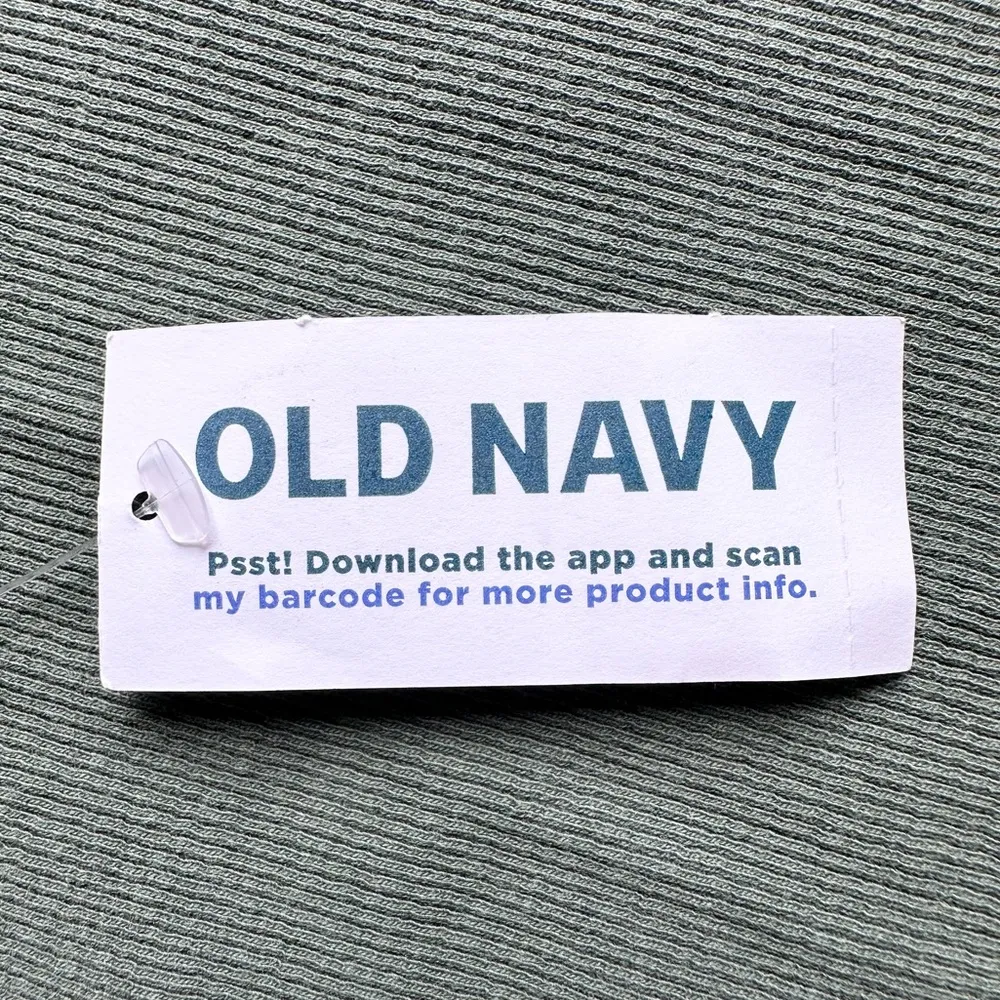 OLD NAVY
Psst! Download the app and scan
my barcode for more product info.